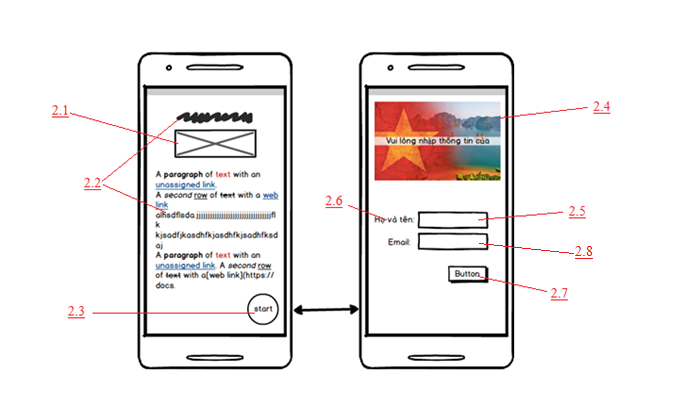 2.1
2.2
A paragraph of text with an
unassigned link.
A second row of text with a web
link
alhsdflsda.jjjjjjjjjjjjjjjjjjjjjjjjjjjjjjjfl
k
kjsadfjkasdhfkjasdhfkjsadhfksd
aj
A paragraph of text with an
unassigned link. A second row
of text with a[web link](https://
docs.
start
2.3
2.4
Vui lòng nhập thông tin của
2.6
Họ và tên:
2.5
Email:
2.8
Button
2.7